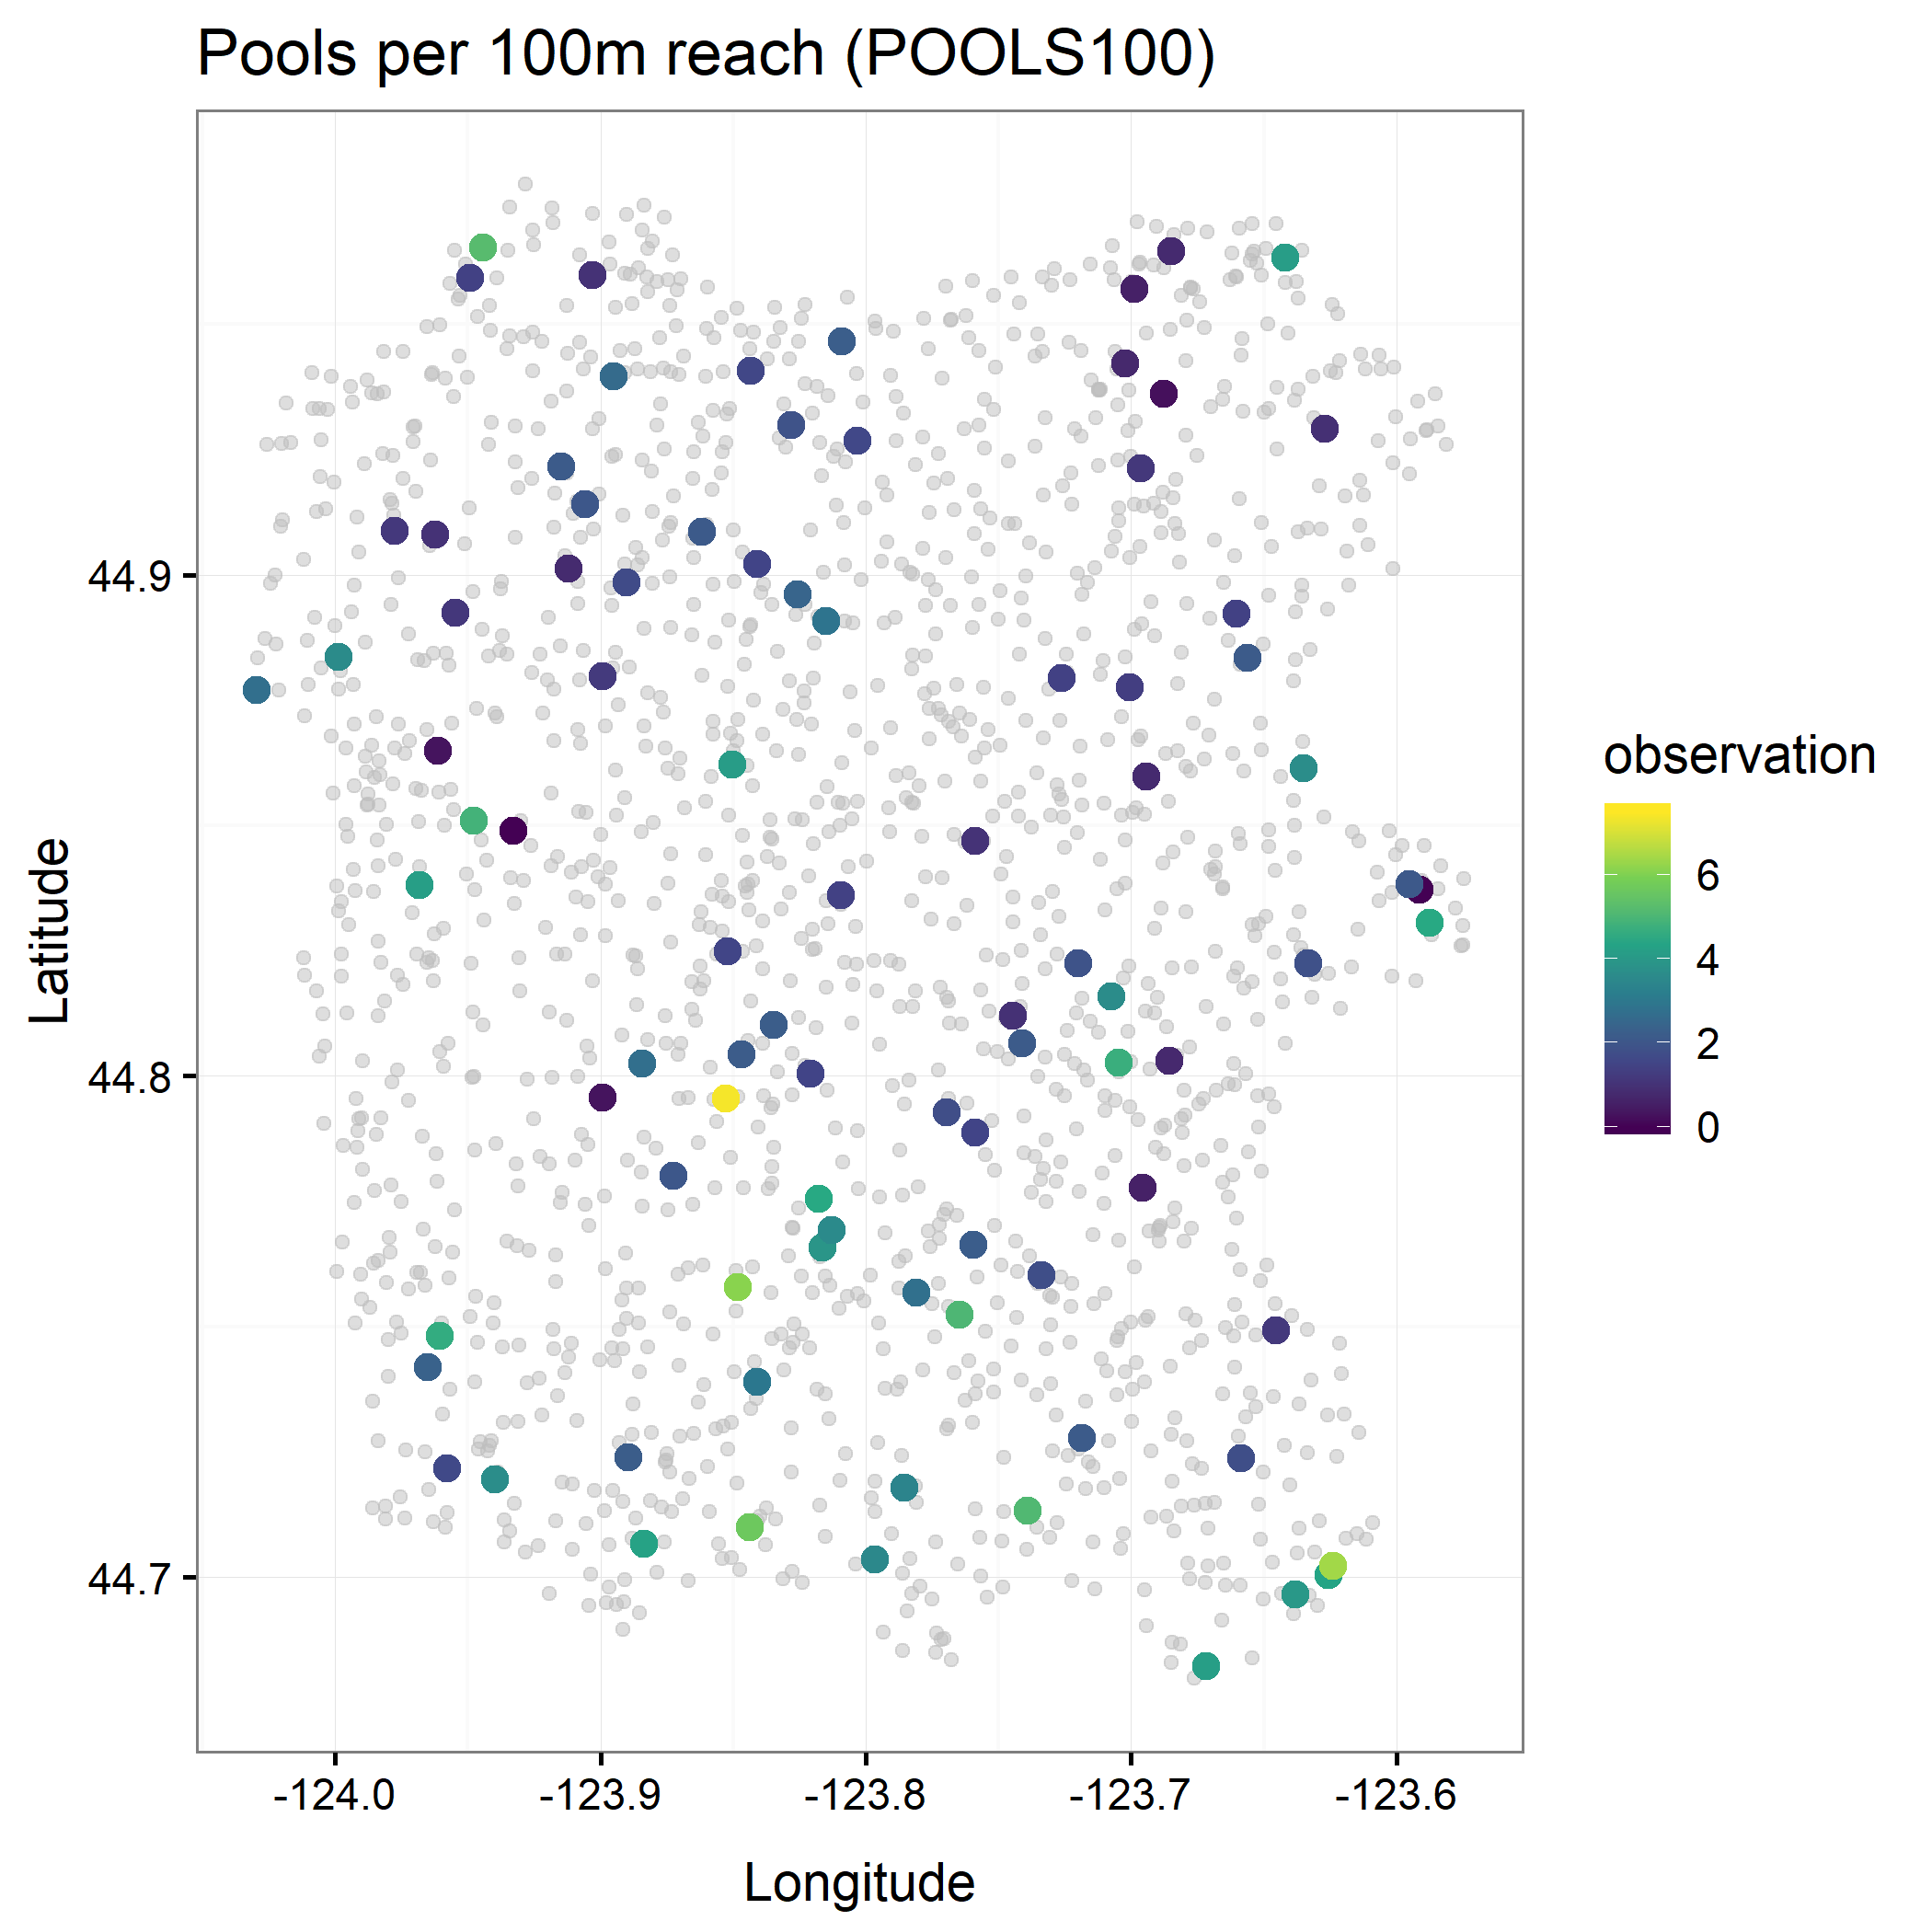 Pools per 100m reach (POOLS100)
44.9
44.8
44.7
Latitude
-124.0 -123.9 -123.8 -123.7 -123.6
Longitude
observation
6
4
2
0